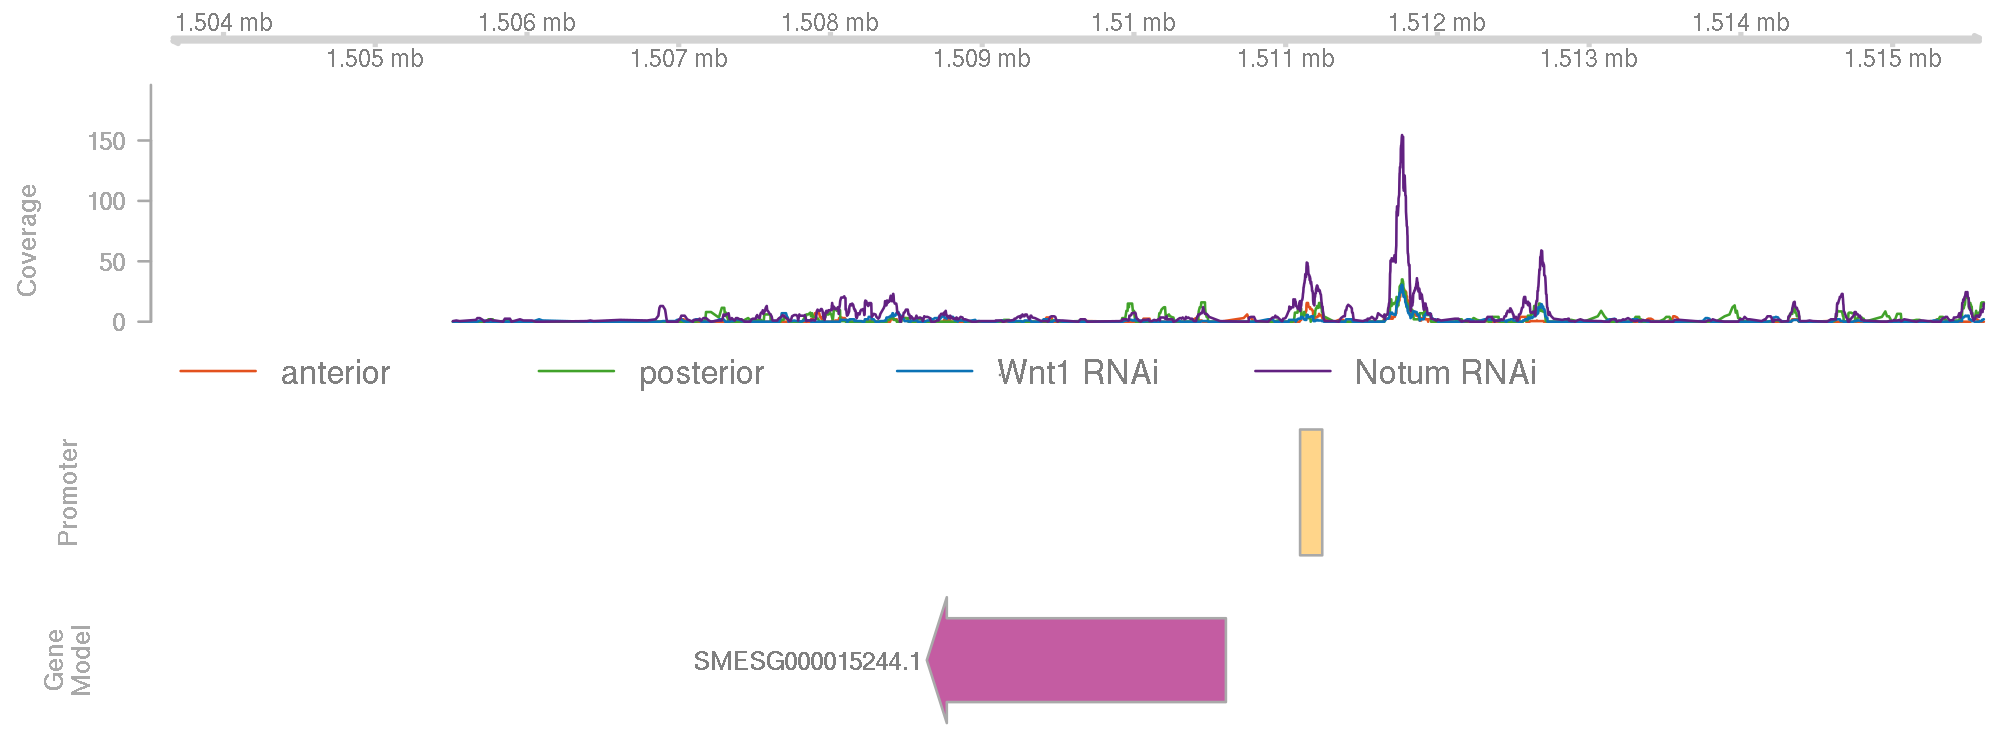 1.504 mb 1.506 mb 1.508 mb 1.51 mb 1.512 mb 1.514 mb
1.505 mb 1.507 mb 1.509 mb 1.511 mb 1.513 mb 1.515 mb
Coverage
150
100
50
0
anterior posterior Wnt1 RNAi Notum RNAi
Promoter
Gene
Model
SMESG000015244.1